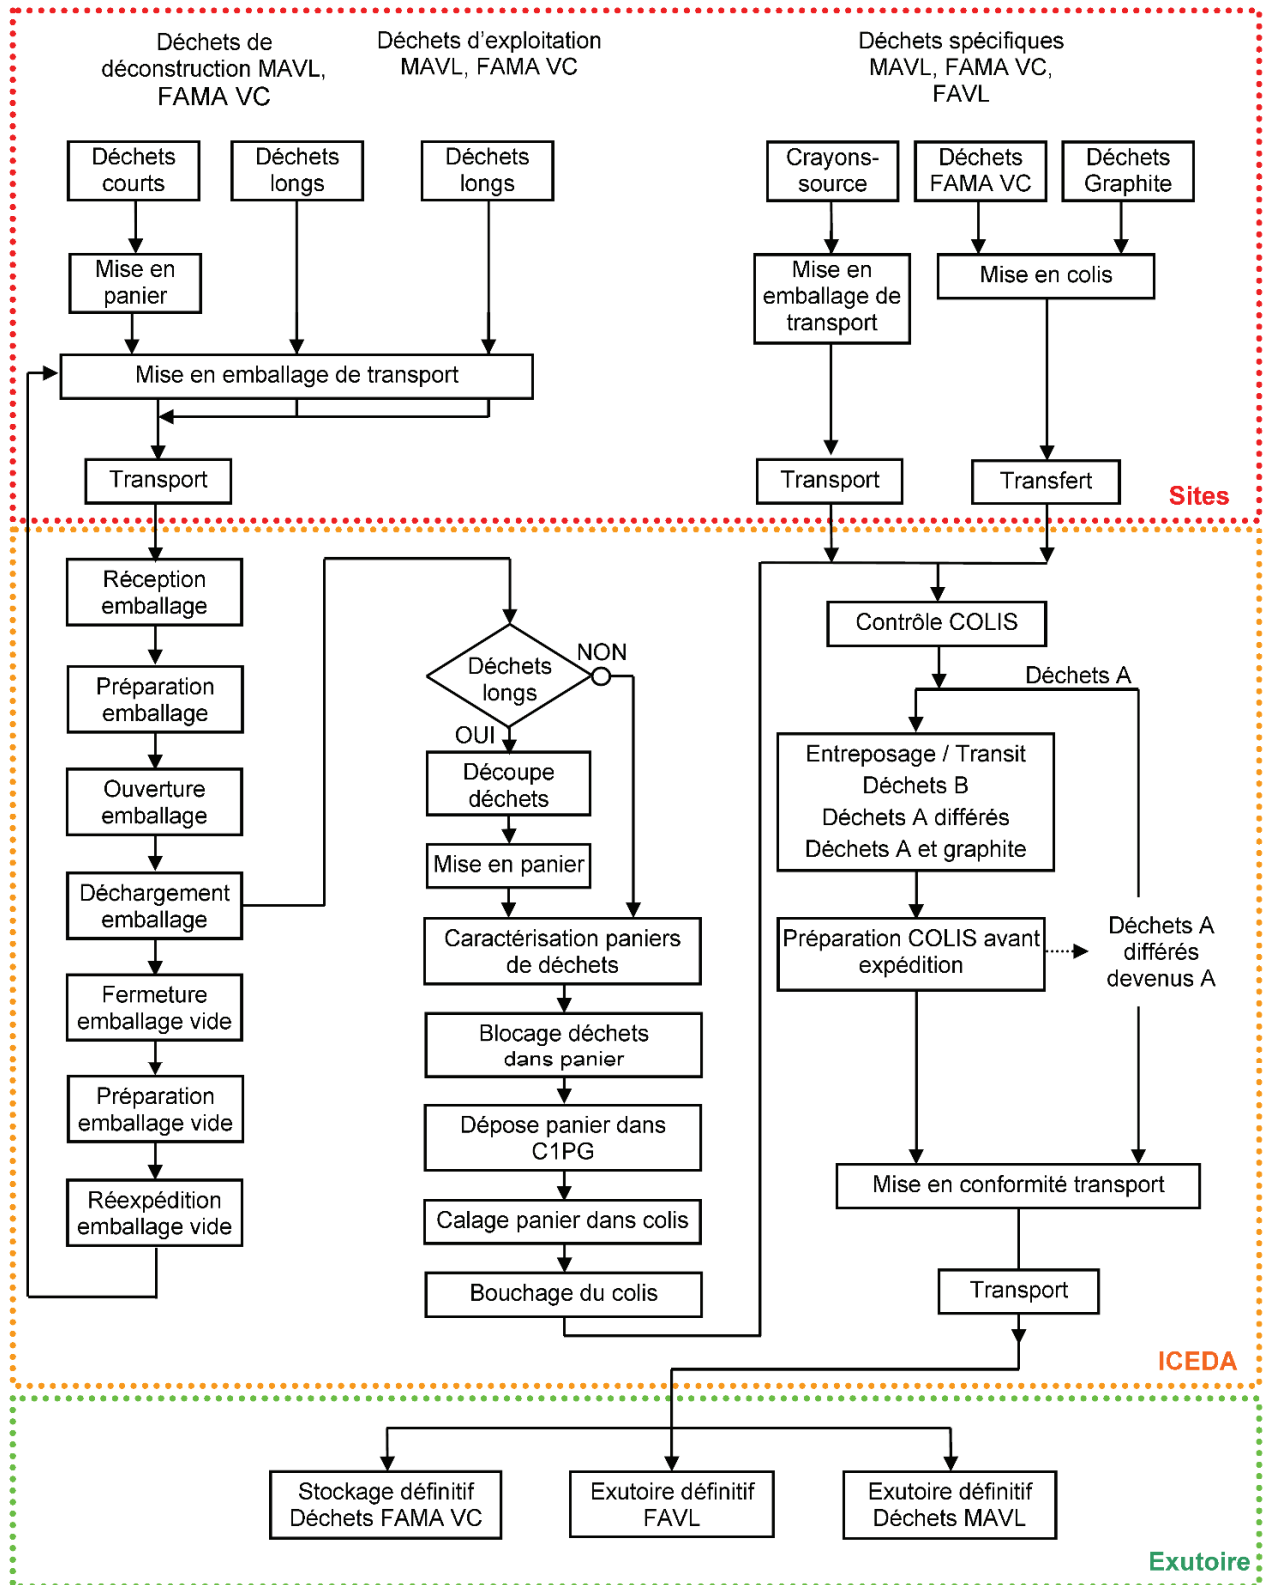 Déchets de
déconstruction MAVL,
FAMA VC
Déchets d'exploitation
MAVL, FAMA VC
Déchets spécifiques
MAVL, FAMA VC,
FAVL
Déchets
courts
Déchets
longs
Déchets
longs
Crayons-
source
Déchets
FAMA VC
Déchets
Graphite
Mise en
panier
Mise en
emballage de
transport
Mise en colis
Mise en emballage de transport
Transport
Transport
Transfert
Sites
Réception
emballage
Préparation
emballage
Ouverture
emballage
Déchargement
emballage
Fermeture
emballage vide
Préparation
emballage vide
Réexpédition
emballage vide
Déchets
longs
NON
OUI
Découpe
déchets
Mise en panier
Caractérisation paniers
de déchets
Blocage déchets
dans panier
Dépose panier dans
C1PG
Calage panier dans colis
Bouchage du colis
Contrôle COLIS
Déchets A
Entreposage / Transit
Déchets B
Déchets A différés
Déchets A et graphite
Préparation COLIS avant
expédition
Déchets A
différés
devenus A
Mise en conformité transport
Transport
ICEDA
Stockage définitif
Déchets FAMA VC
Exutoire définitif
FAVL
Exutoire définitif
Déchets MAVL
Exutoire